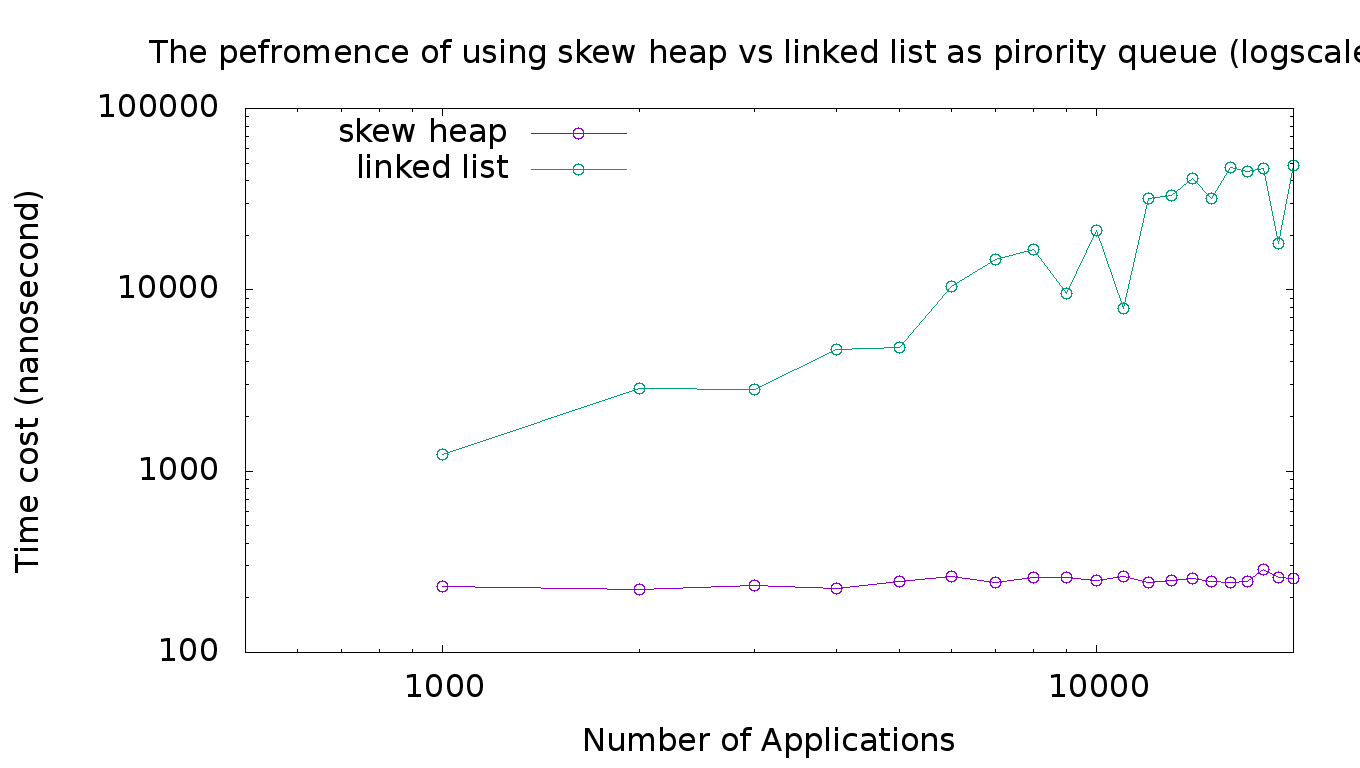 The pefromence of using skew heap vs linked list as pirority queue (logscale
100000
10000
1000
100
skew heap
linked list
Time cost (nanosecond)
1000
10000
Number of Applications